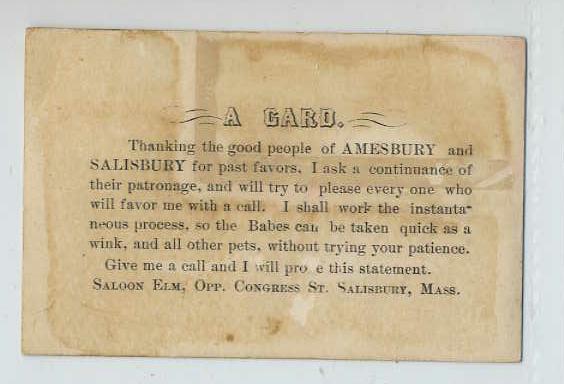 A CARD.
Thanking the good people of AMESBURY and
SALISBURY for past favors, I ask a continuance of
their patronage, and will try to please every one who
will favor me with a call. I shall work the instanta-
neous process, so the Babes can be taken quick as a
wink, and all other pets, without trying your patience.
Give me a call and I will pro e this statement.
SALOON ELM, OPP. CONGRESS ST. SALISBURY, MASS.